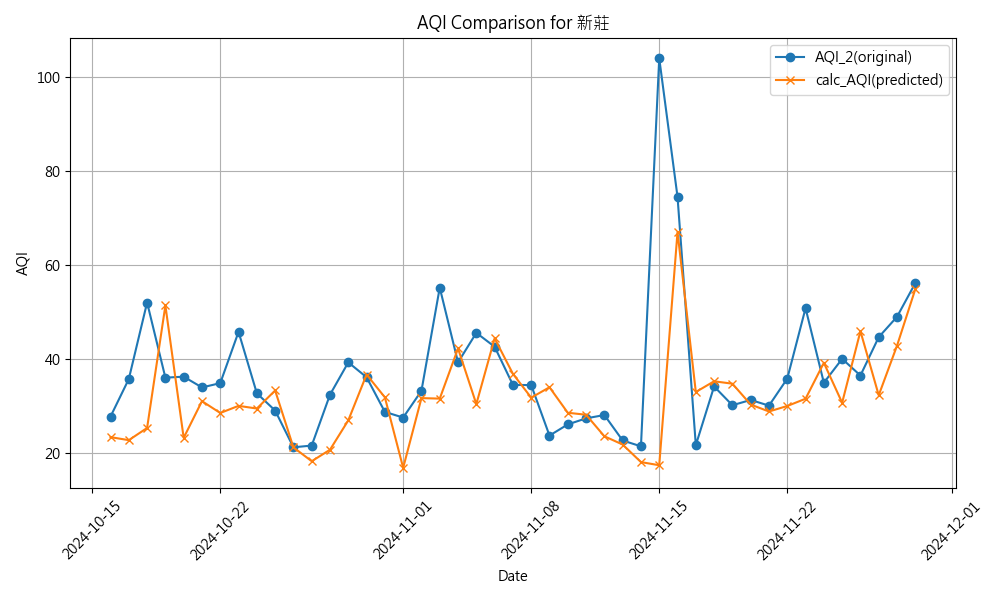 AQI Comparison for 新莊
AQI_2(original)
calc_AQI(predicted)
AQI
100
80
60
40
20
2024-10-15
2024-10-22
2024-11-01
2024-11-08
2024-11-15
2024-11-22
2024-12-01
Date